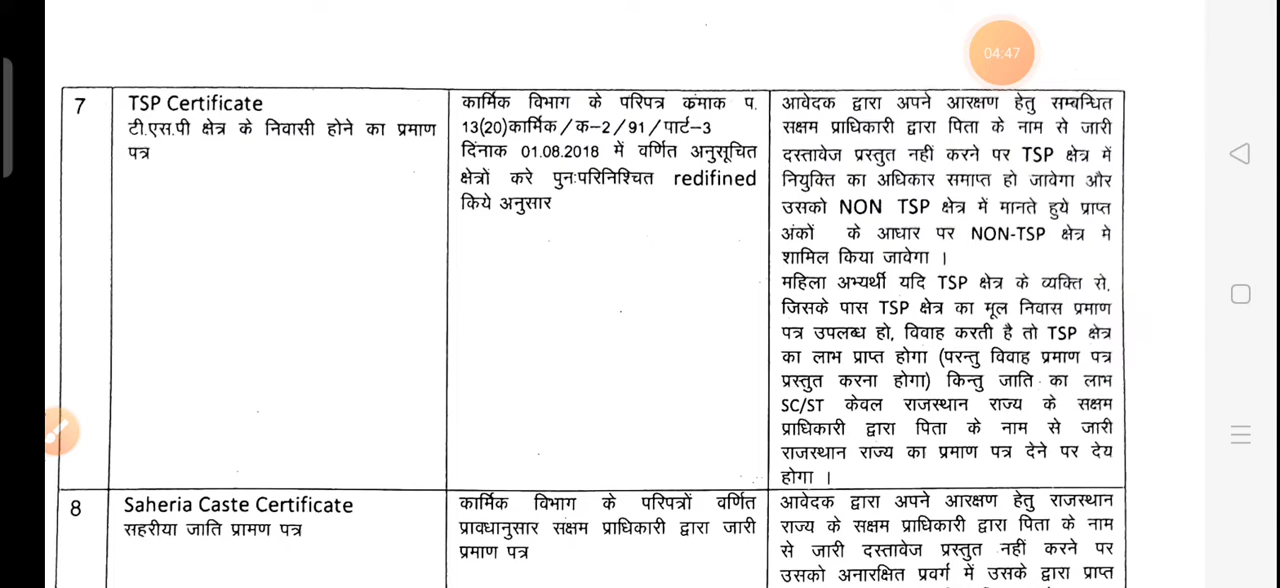 04:47
7
TSP Certificate
टी.एस.पी क्षेत्र के निवासी होने का प्रमाण
पत्र
कार्मिक विभाग के परिपत्र क्रंमाक प.
13(20)कार्मिक/क-2/91/पार्ट-3
दिंनाक 01.08.2018 में वर्णित अनुसूचित
क्षेत्रों करे पुनःपरिनिश्चित redifined
किये अनुसार
आवेदक द्वारा अपने आरक्षण हेतु सम्बन्धित
सक्षम प्राधिकारी द्वारा पिता के नाम से जारी
दस्तावेज प्रस्तुत नहीं करने पर TSP क्षेत्र में
नियुक्ति का अधिकार समाप्त हो जावेगा और
उसको NON TSP क्षेत्र में मानते हुये प्राप्त
अंकों के आधार पर NON-TSP क्षेत्र मे
शामिल किया जावेगा ।
महिला अभ्यर्थी यदि TSP क्षेत्र के व्यक्ति से,
जिसके पास TSP क्षेत्र का मूल निवास प्रमाण
पत्र उपलब्ध हो, विवाह करती है तो TSP क्षेत्र
का लाभ प्राप्त होगा (परन्तु विवाह प्रमाण पत्र
प्रस्तुत करना होगा) किन्तु जाति का लाभ
SC/ST केवल राजस्थान राज्य के सक्षम
प्राधिकारी द्वारा पिता के नाम से जारी
राजस्थान राज्य का प्रमाण पत्र देने पर देय
होगा ।
8
Saheria Caste Certificate
सहरीया जाति प्रामण पत्र
कार्मिक विभाग के परिपत्रों वर्णित
प्रावधानुसार सक्षम प्राधिकारी द्वारा जारी
प्रमाण पत्र
आवेदक द्वारा अपने आरक्षण हेतु राजस्थान
राज्य के सक्षम प्राधिकारी द्वारा पिता के नाम
से जारी दस्तावेज प्रस्तुत नहीं करने पर
उसको अनारक्षित प्रवर्ग में उसके द्वारा प्राप्त